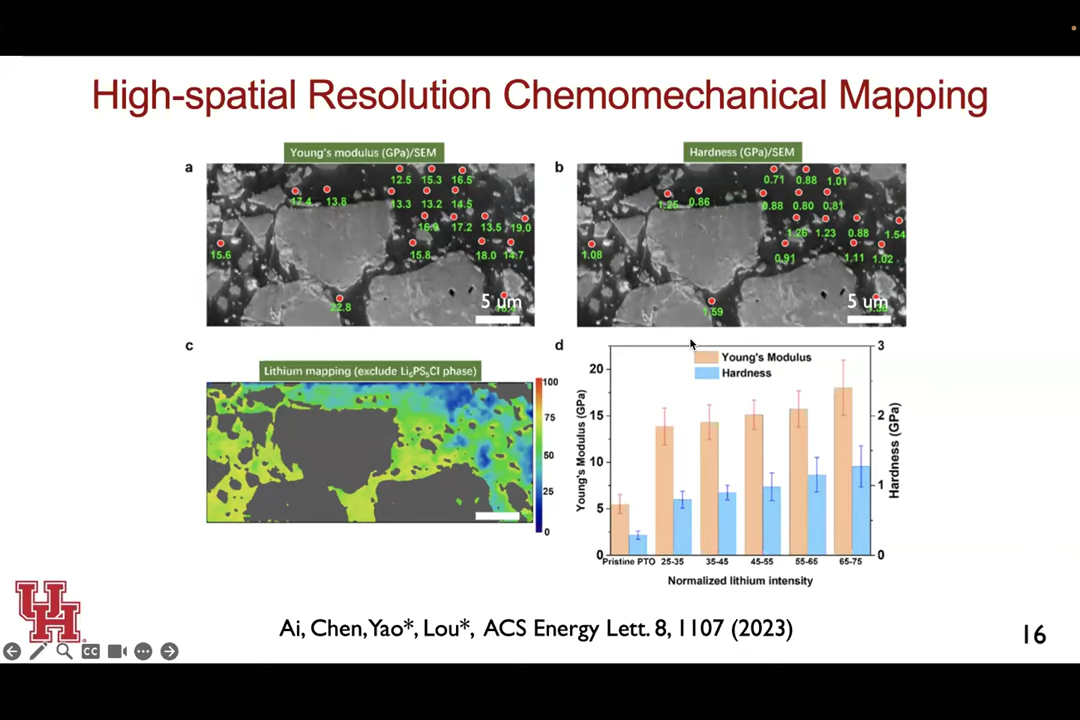 High-spatial Resolution Chemomechanical Mapping
a
Young's modulus (GPa)/SEM
12.5 15.3 16.5
17.4 13.8 13.3 13.2 14.5
16.9 17.2 13.5 19.0
15.6 15.8 18.0 14.7
22.8
5 um
b
Hardness (GPa)/SEM
0.71 0.88 1.01
1.25 0.86 0.88 0.80 0.81
1.26 1.23 0.88 1.54
1.08 0.91 1.11 1.02
1.59
5 um
c
Lithium mapping (exclude Li₆PS₅Cl phase)
100
75
50
25
0
d
Young's Modulus
Hardness
Young's Modulus (GPa)
20
15
10
5
0
Hardness (GPa)
3
2
1
0
Pristine PTO 25-35 35-45 45-55 55-65 65-75
Normalized lithium intensity
UH
Ai, Chen,Yao*, Lou*, ACS Energy Lett. 8, 1107 (2023)
16
CC